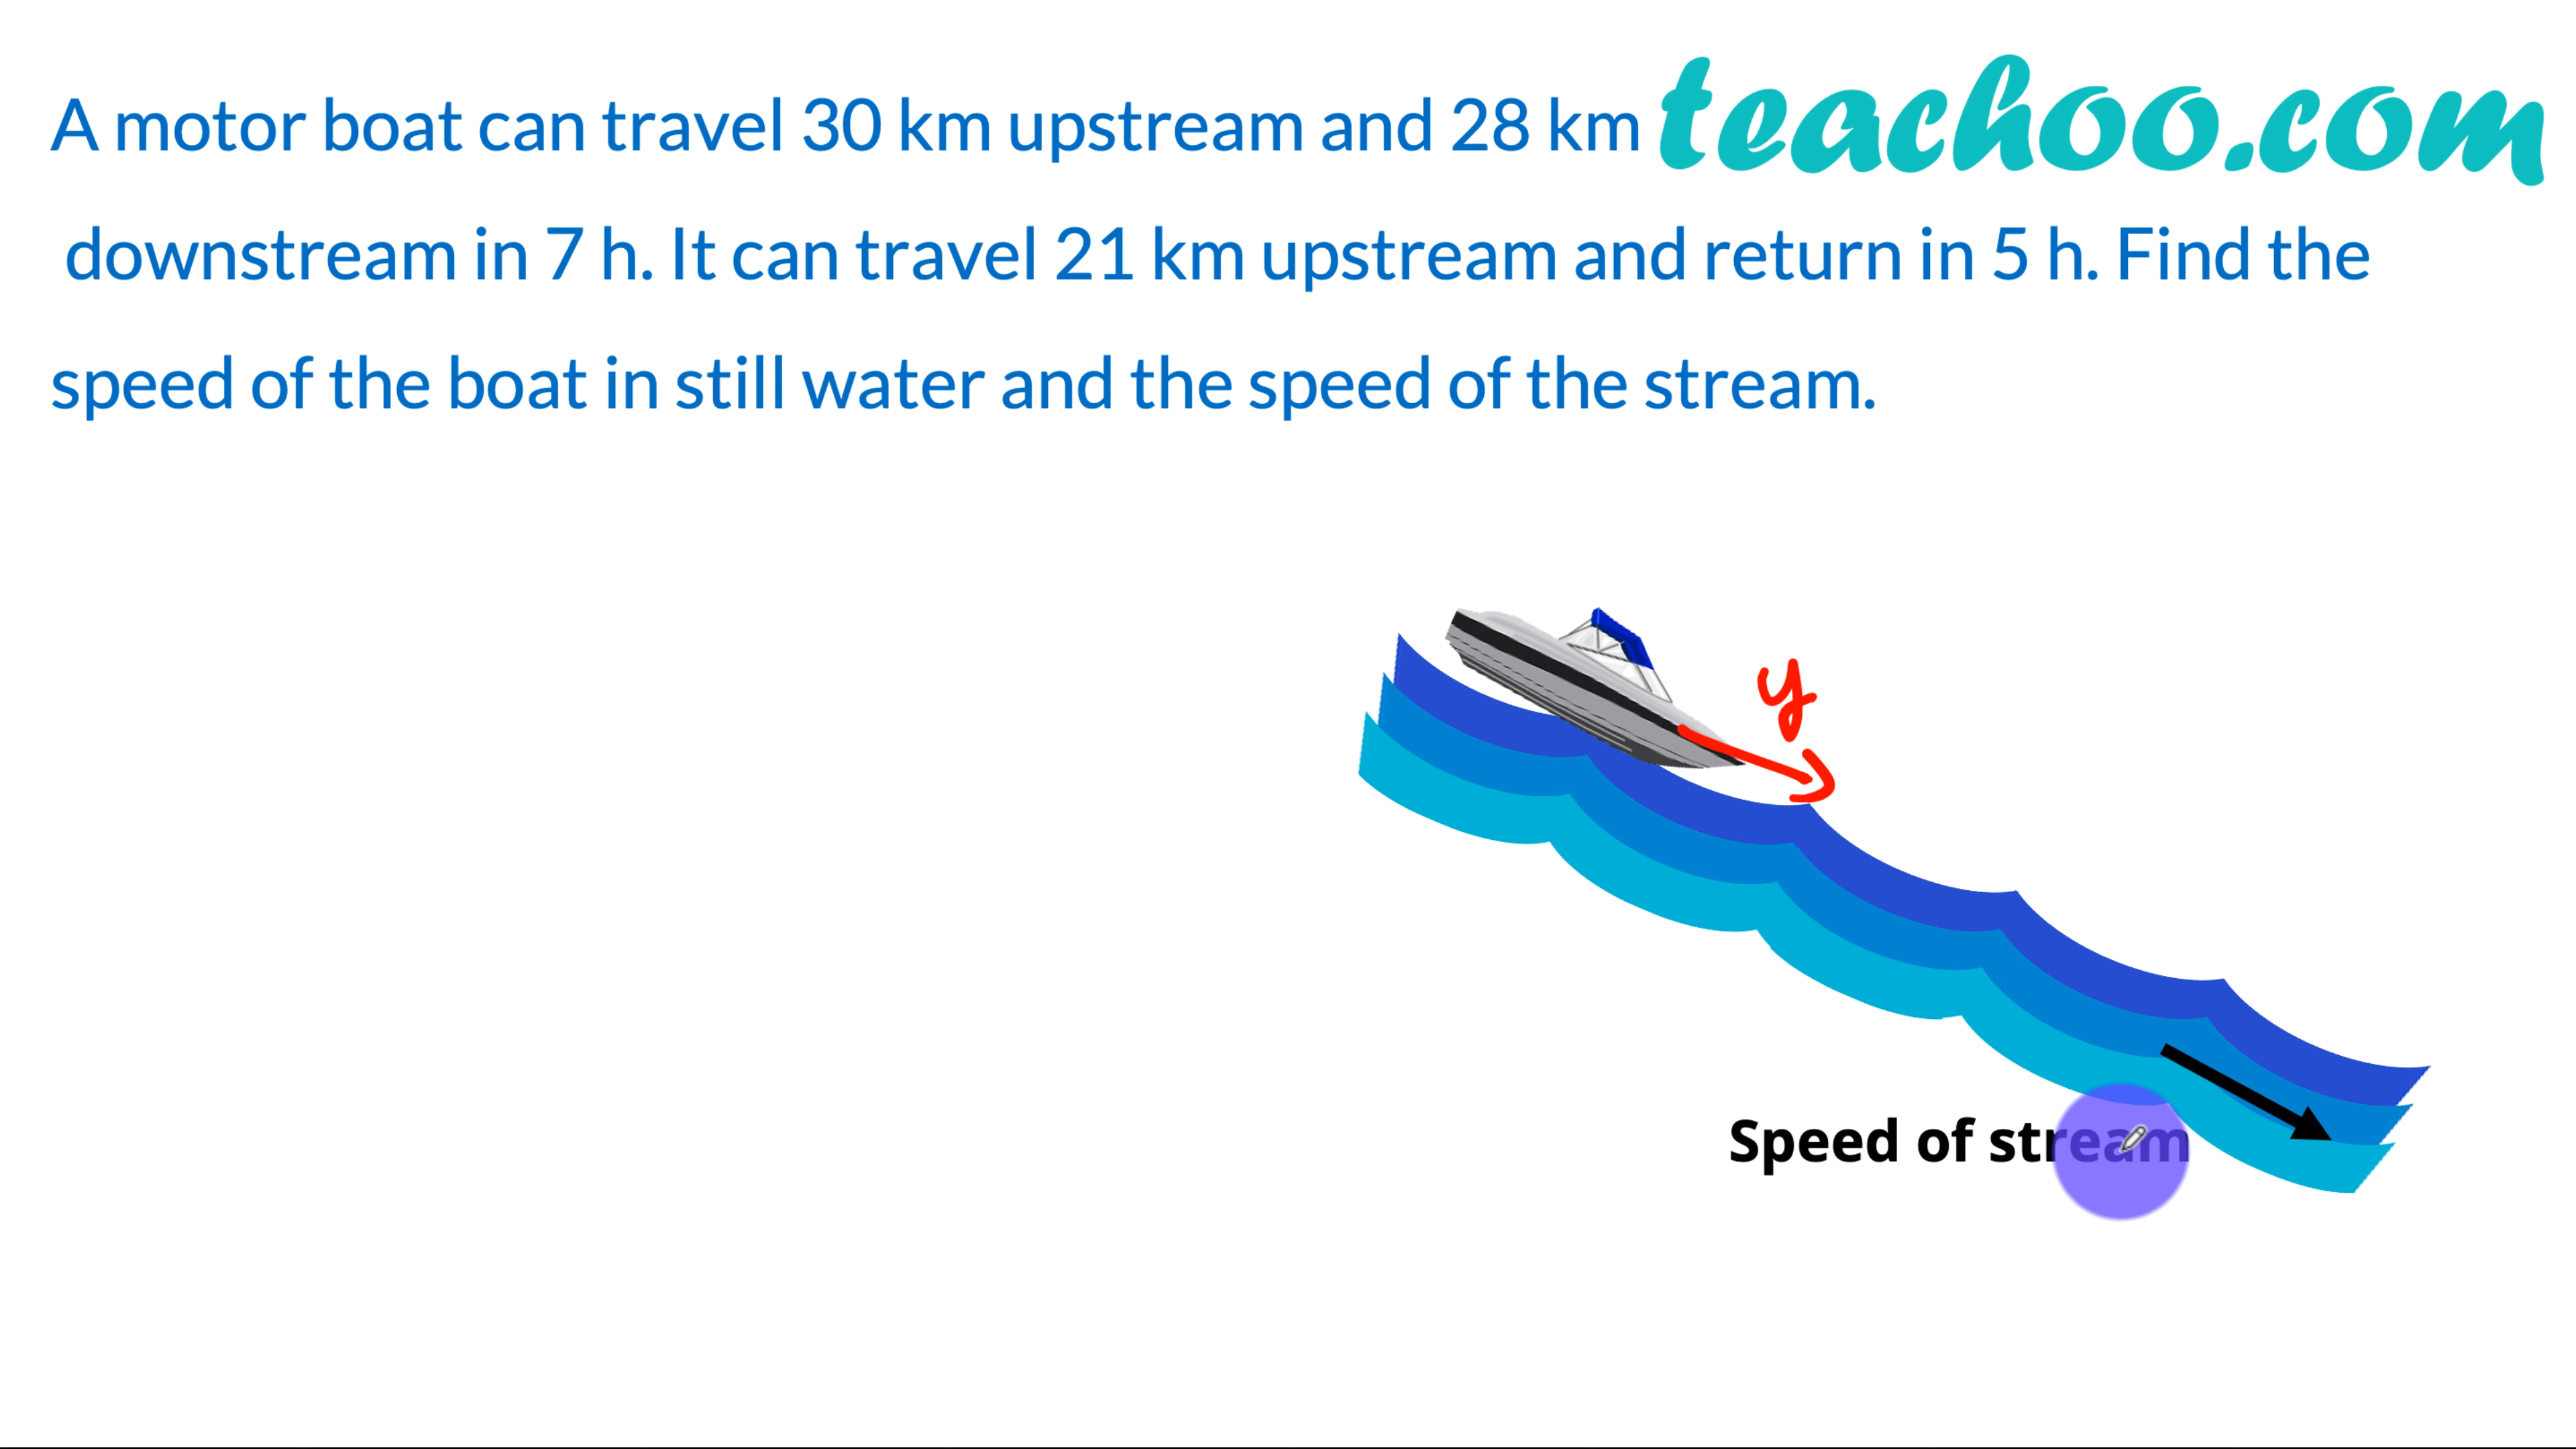 A motor boat can travel 30 km upstream and 28 km
teachoo.com
downstream in 7 h. It can travel 21 km upstream and return in 5 h. Find the
speed of the boat in still water and the speed of the stream.
y
Speed of stream